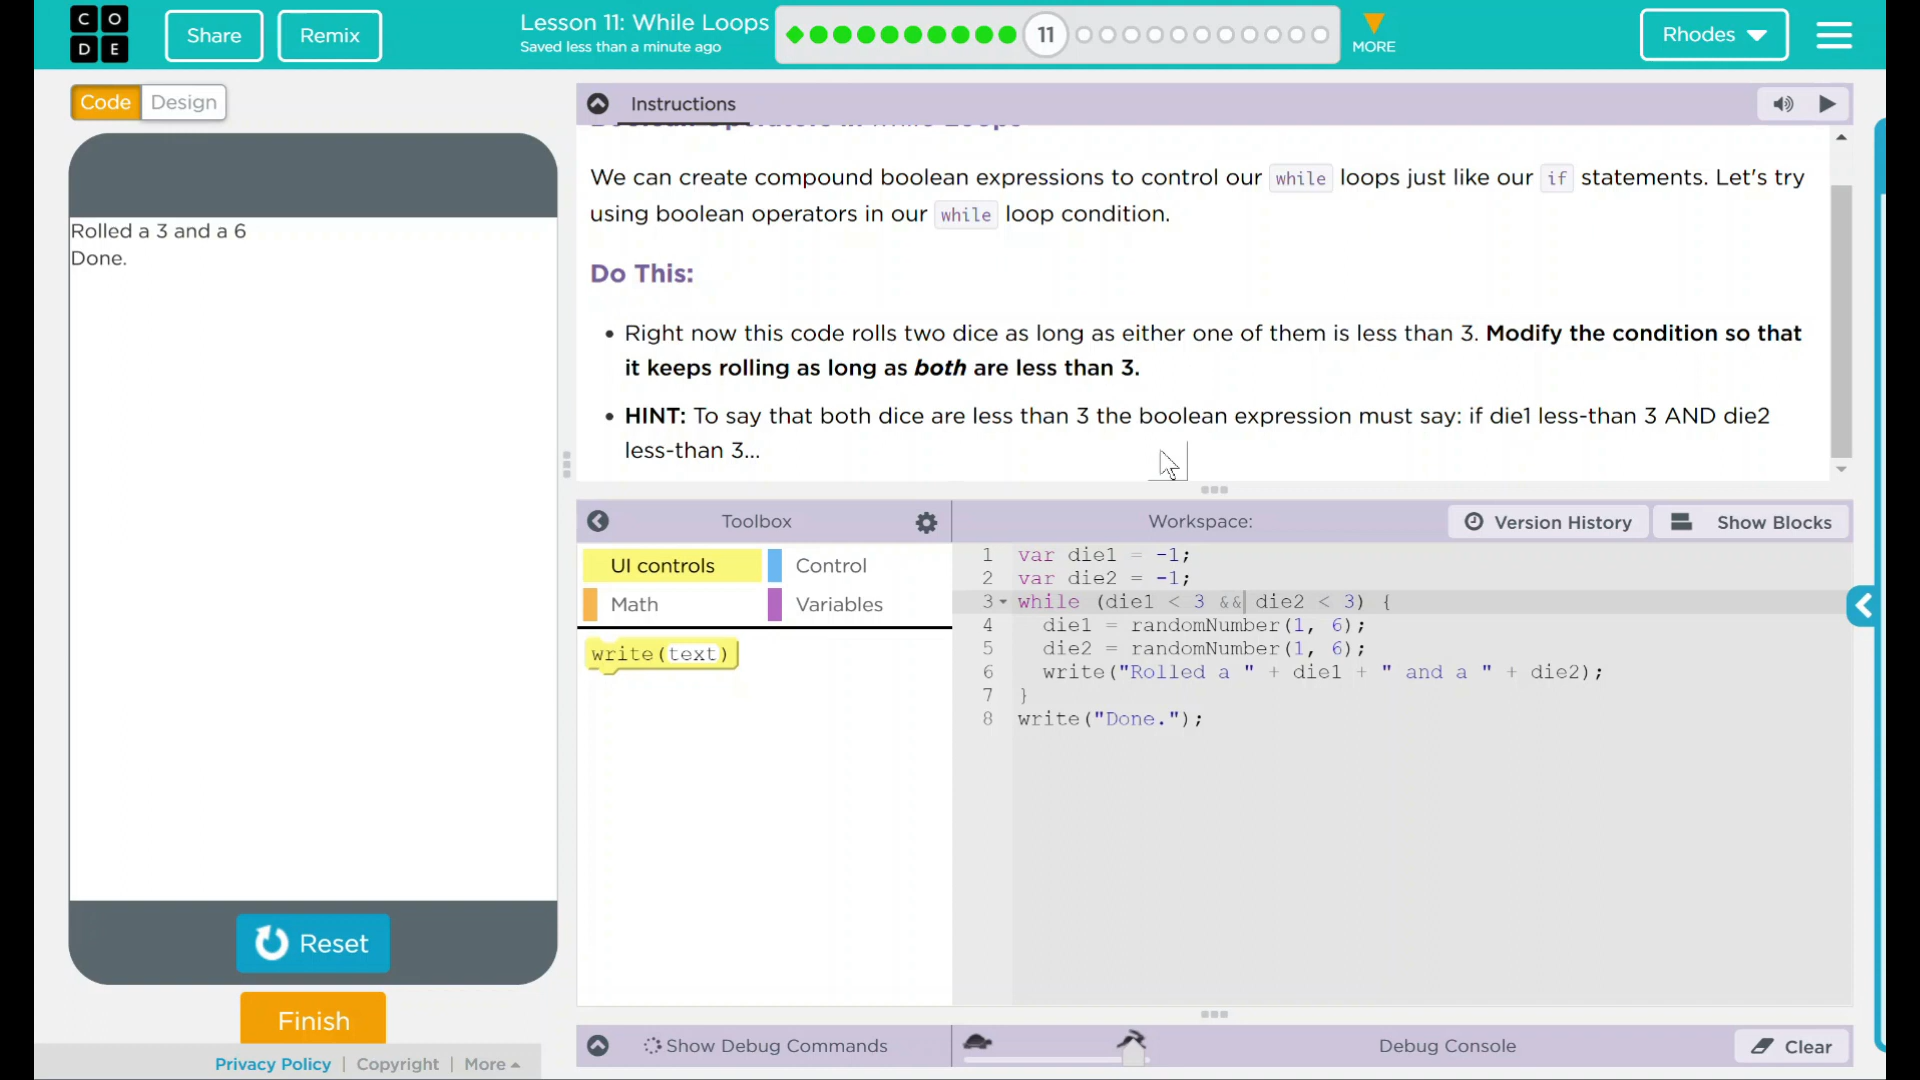 CODE
Share
Remix
Lesson 11: While Loops
Saved less than a minute ago
11
MORE
Rhodes
Code
Design
Rolled a 3 and a 6
Done.
Reset
Finish
Privacy Policy | Copyright | More
Instructions
Boolean Operators in While Loops
We can create compound boolean expressions to control our while loops just like our if statements. Let's try
using boolean operators in our while loop condition.
Do This:
• Right now this code rolls two dice as long as either one of them is less than 3. Modify the condition so that
it keeps rolling as long as both are less than 3.
• HINT: To say that both dice are less than 3 the boolean expression must say: if die1 less-than 3 AND die2
less-than 3...
Toolbox
UI controls
Control
Math
Variables
write(text)
Workspace:
Version History
Show Blocks
1 var die1 = -1;
2 var die2 = -1;
3 while (die1 < 3 && die2 < 3) {
4 die1 = randomNumber(1, 6);
5 die2 = randomNumber(1, 6);
6 write("Rolled a " + die1 + " and a " + die2);
7 }
8 write("Done.");
Show Debug Commands
Debug Console
Clear